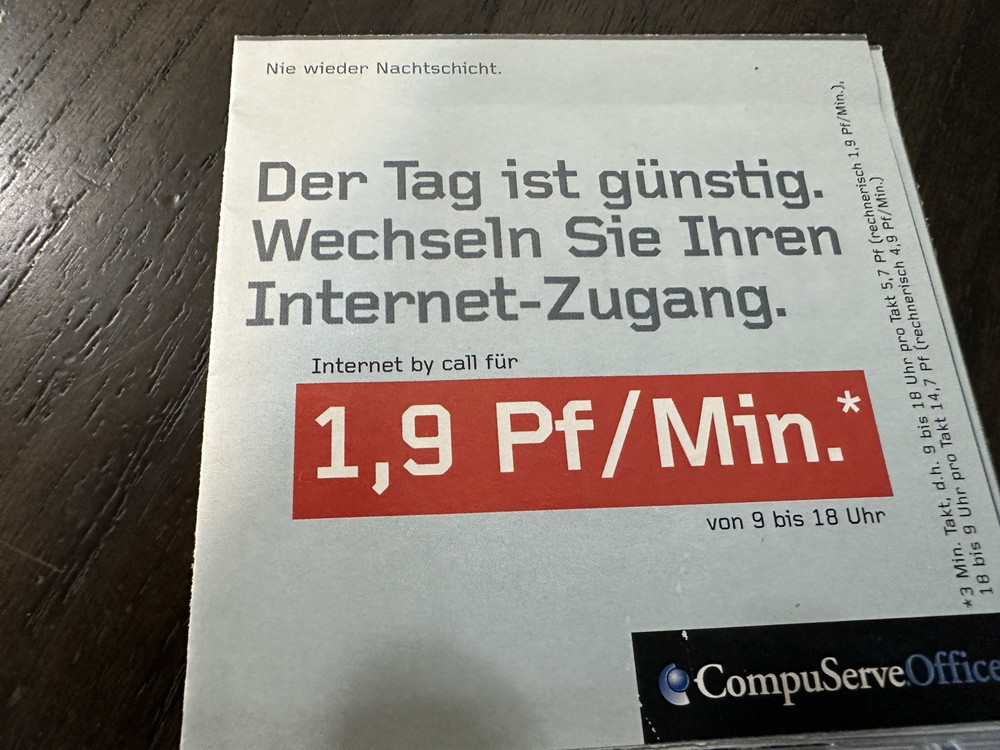 Nie wieder Nachtschicht.
Der Tag ist günstig.
Wechseln Sie Ihren
Internet-Zugang.
Internet by call für
1,9 Pf/Min.*
von 9 bis 18 Uhr
*3 Min. Takt, d.h. 9 bis 18 Uhr pro Takt 5,7 Pf (rechnerisch 1,9 Pf/Min.),
18 bis 9 Uhr pro Takt 14,7 Pf (rechnerisch 4,9 Pf/Min.)
CompuServe Office